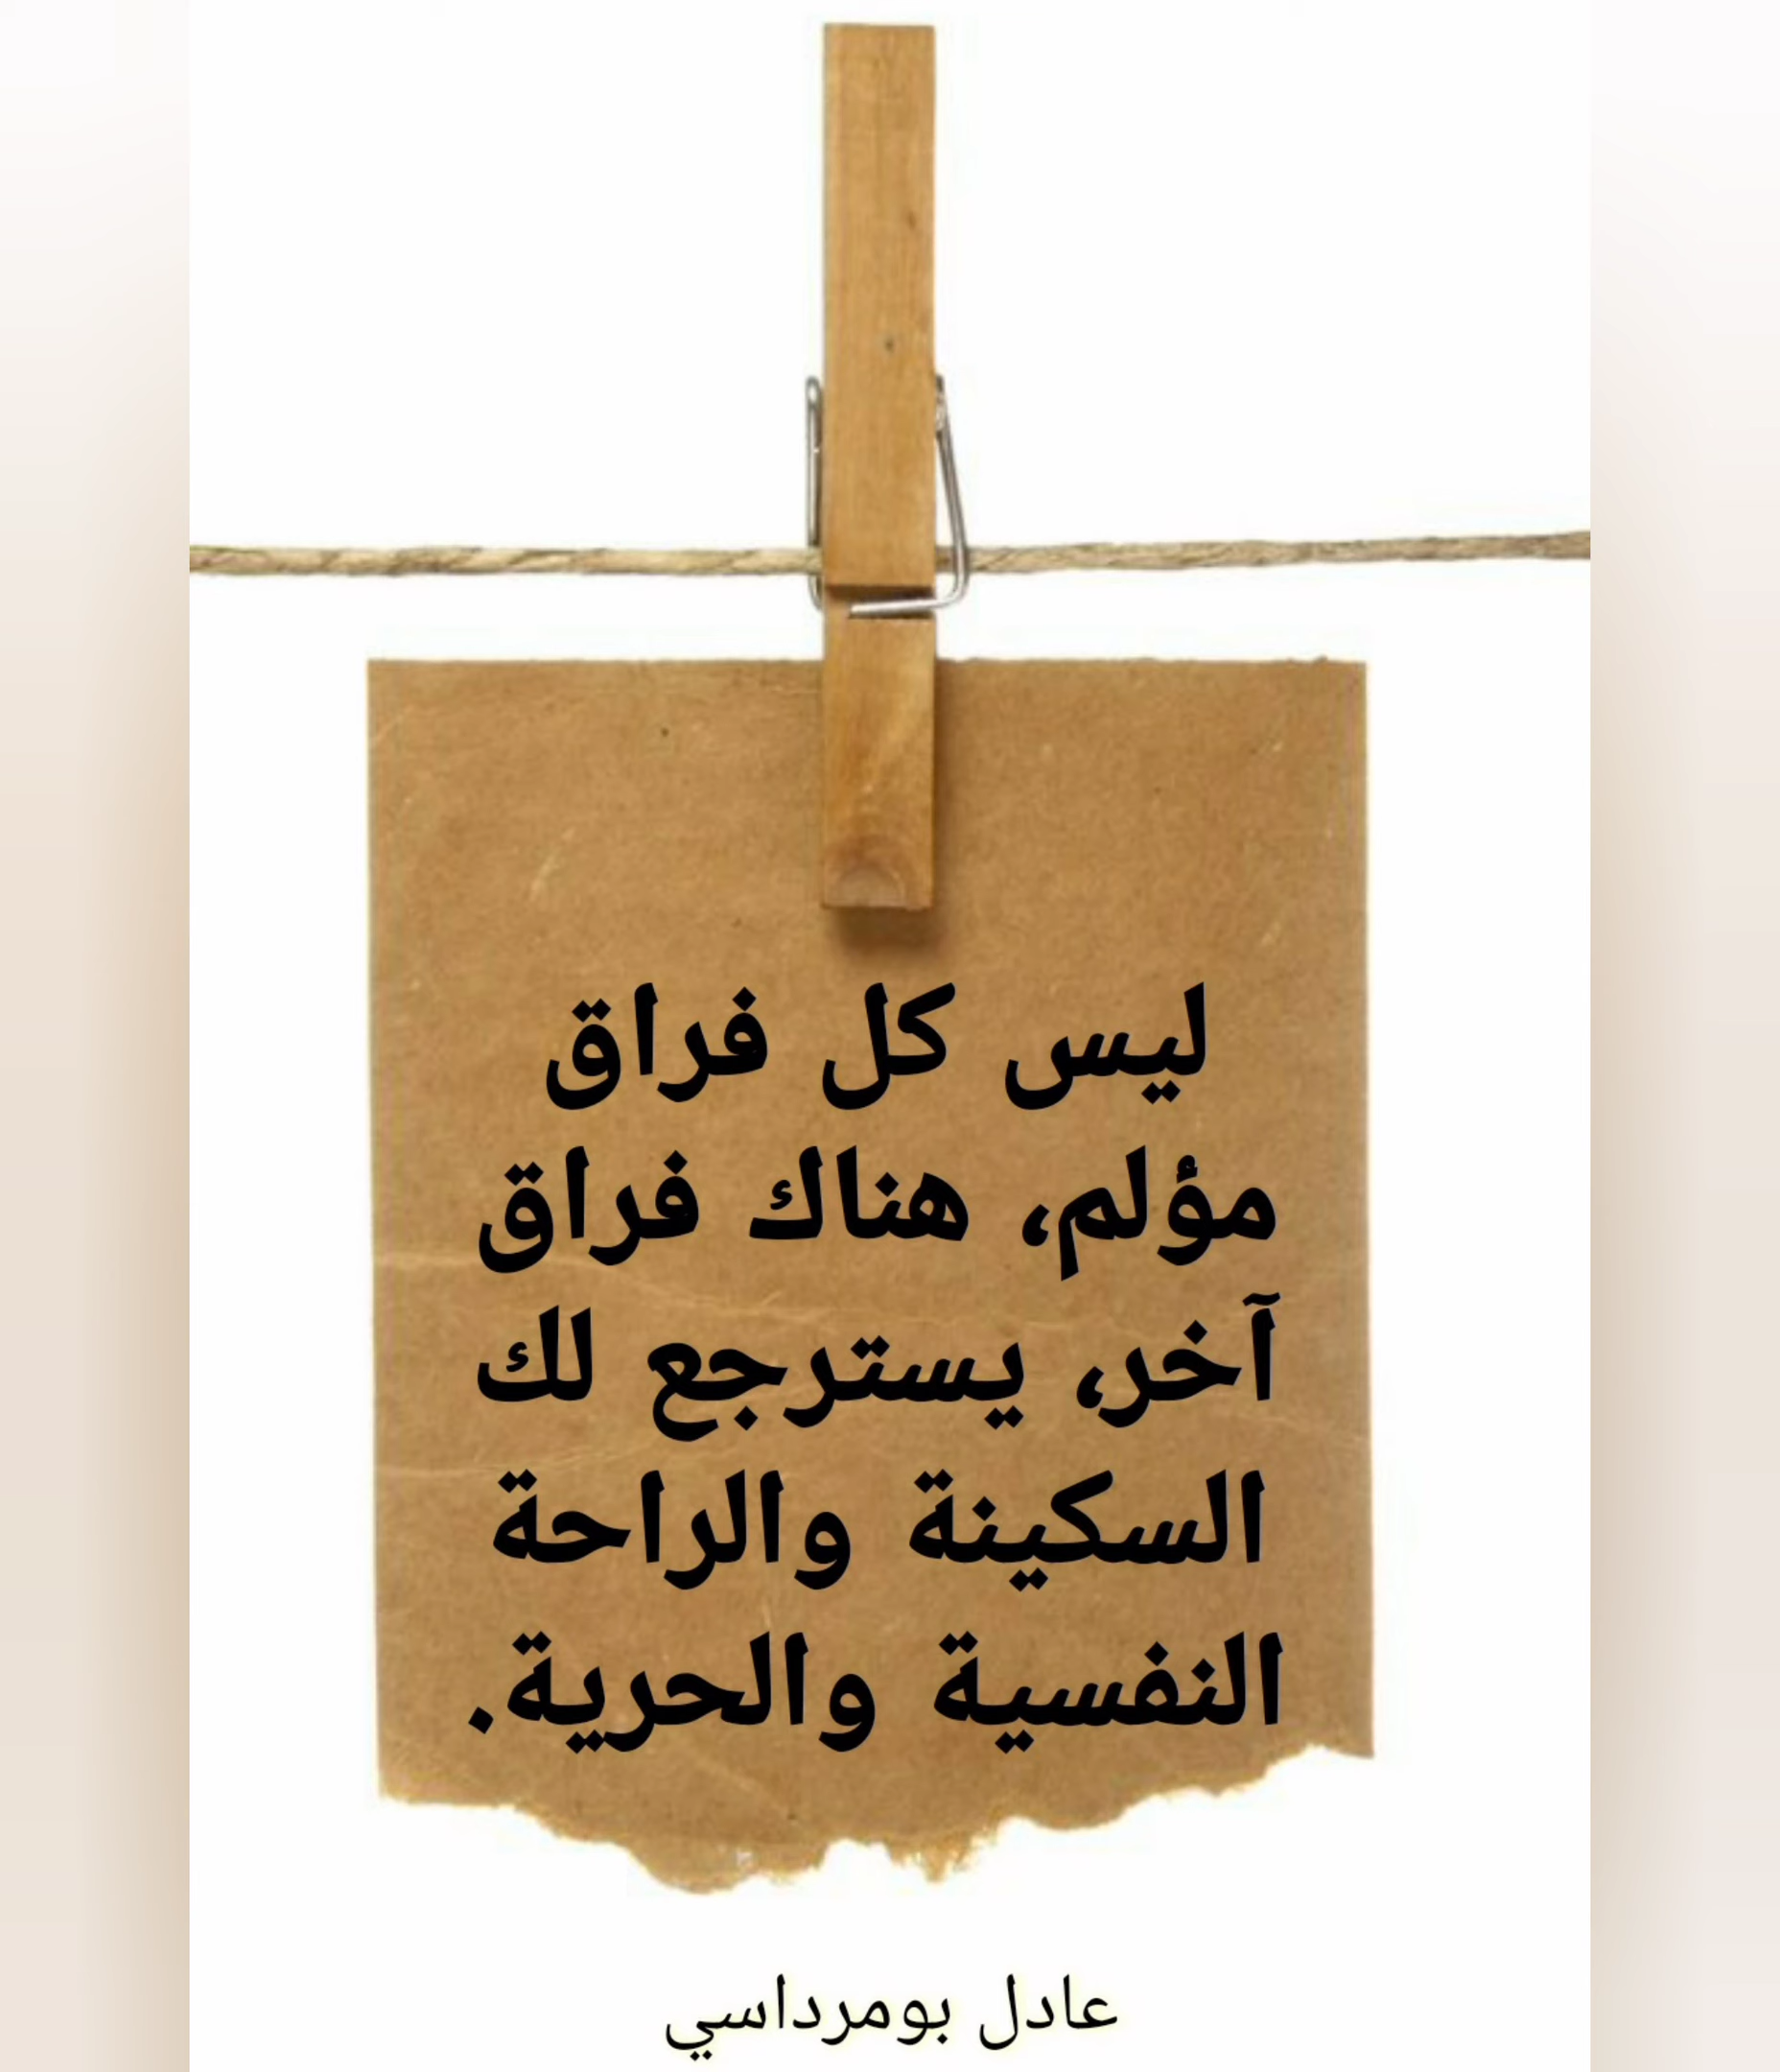 ليس كل فراق
مؤلم، هناك فراق
آخر، يسترجع لك
السكينة والراحة
النفسية والحرية.
عادل بومرداسي